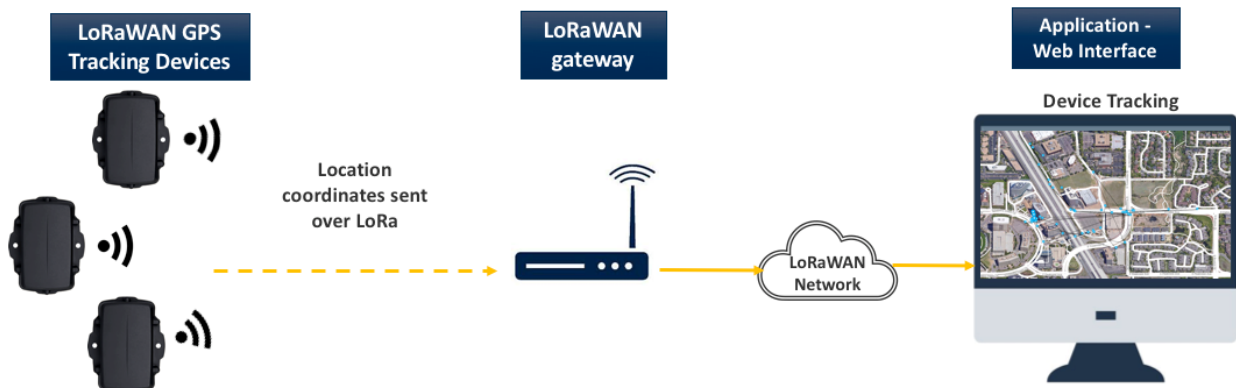 LoRaWAN GPS
Tracking Devices
LoRaWAN
gateway
Application -
Web Interface
Device Tracking
Location
coordinates sent
over LoRa
LoRaWAN
Network